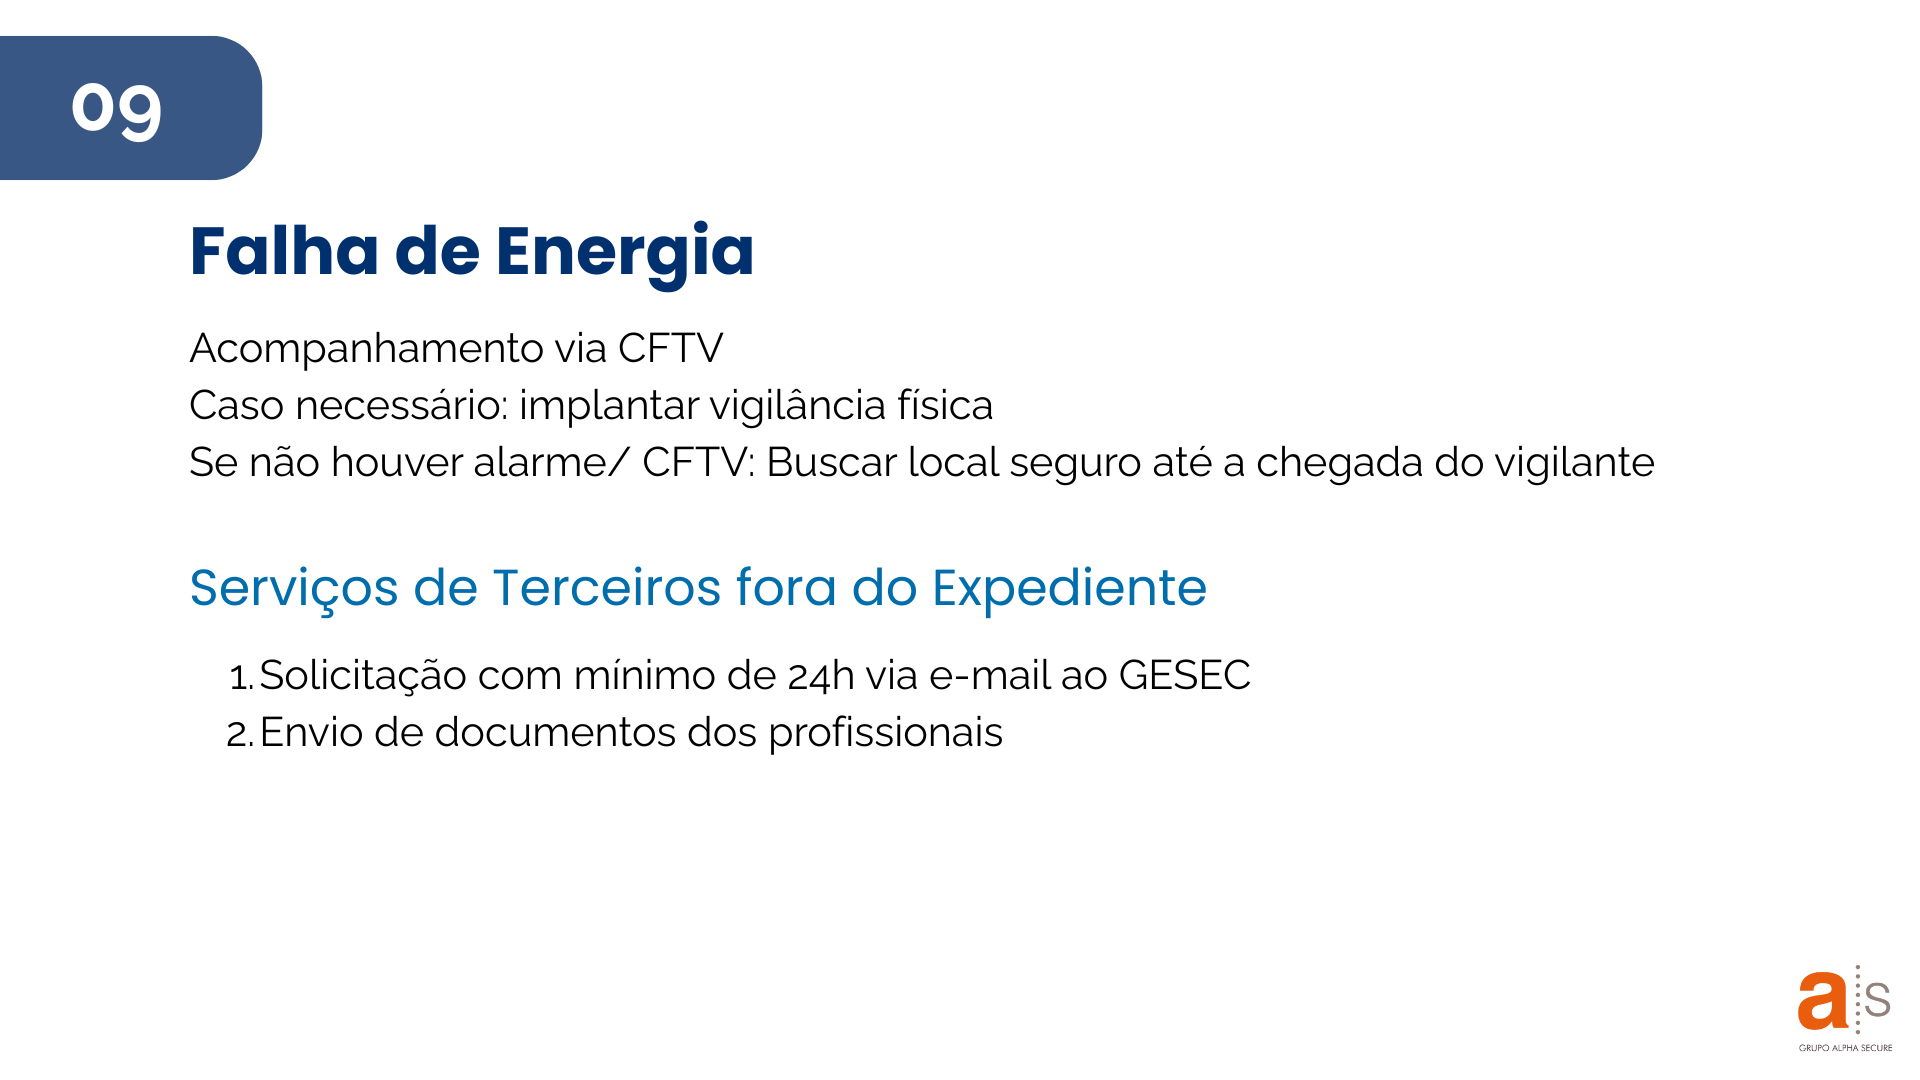 09
Falha de Energia
Acompanhamento via CFTV
Caso necessário: implantar vigilância física
Se não houver alarme/ CFTV: Buscar local seguro até a chegada do vigilante
Serviços de Terceiros fora do Expediente
1. Solicitação com mínimo de 24h via e-mail ao GESEC
2. Envio de documentos dos profissionais
a s
GRUPO ALPHA SECURE